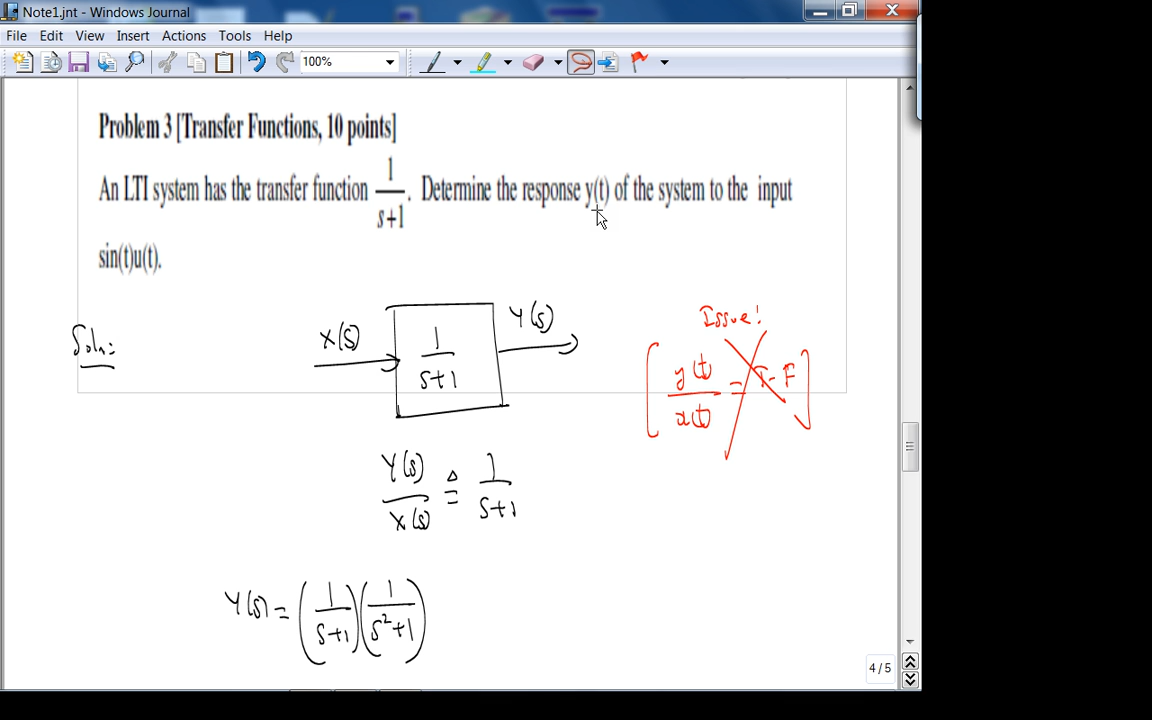 Note1.jnt - Windows Journal
File Edit View Insert Actions Tools Help
100%
Problem 3 [Transfer Functions, 10 points]
An LTI system has the transfer function 1/(s+1). Determine the response y(t) of the system to the input
sin(t)u(t).
Soln:
X(s) 1/(s+1) Y(s)
Issue!
[y(t)/x(t) = T.F]
Y(s)/X(s) ≜ 1/(s+1)
Y(s) = (1/(s+1))(1/(s²+1))
4/5